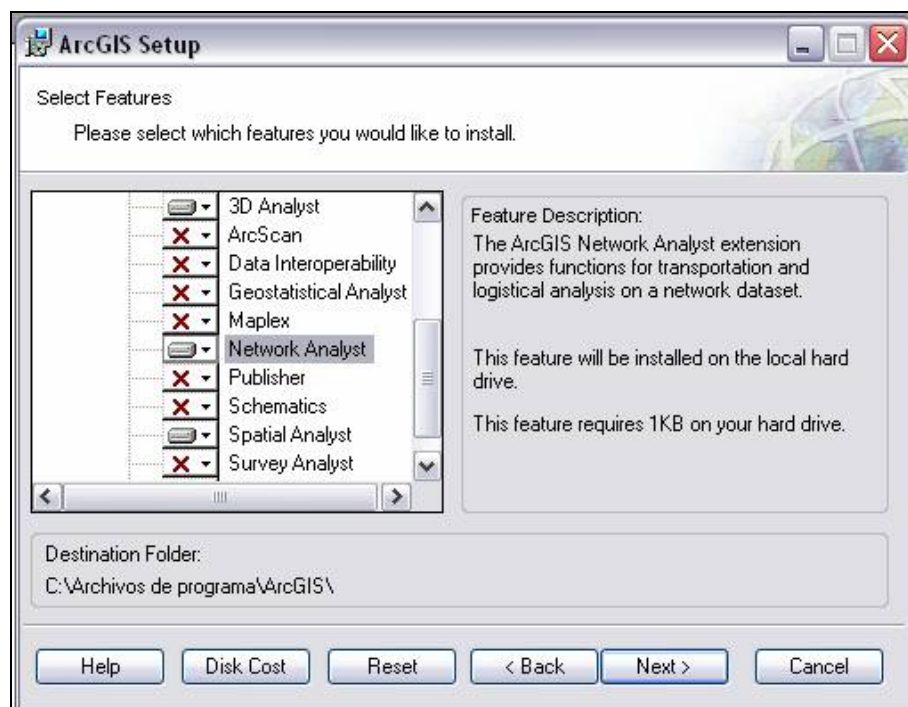 ArcGIS Setup
Select Features
Please select which features you would like to install.
3D Analyst
ArcScan
Data Interoperability
Geostatistical Analyst
Maplex
Network Analyst
Publisher
Schematics
Spatial Analyst
Survey Analyst
Feature Description:
The ArcGIS Network Analyst extension
provides functions for transportation and
logistical analysis on a network dataset.
This feature will be installed on the local hard
drive.
This feature requires 1KB on your hard drive.
Destination Folder:
C:\Archivos de programa\ArcGIS\
Help
Disk Cost
Reset
< Back
Next >
Cancel